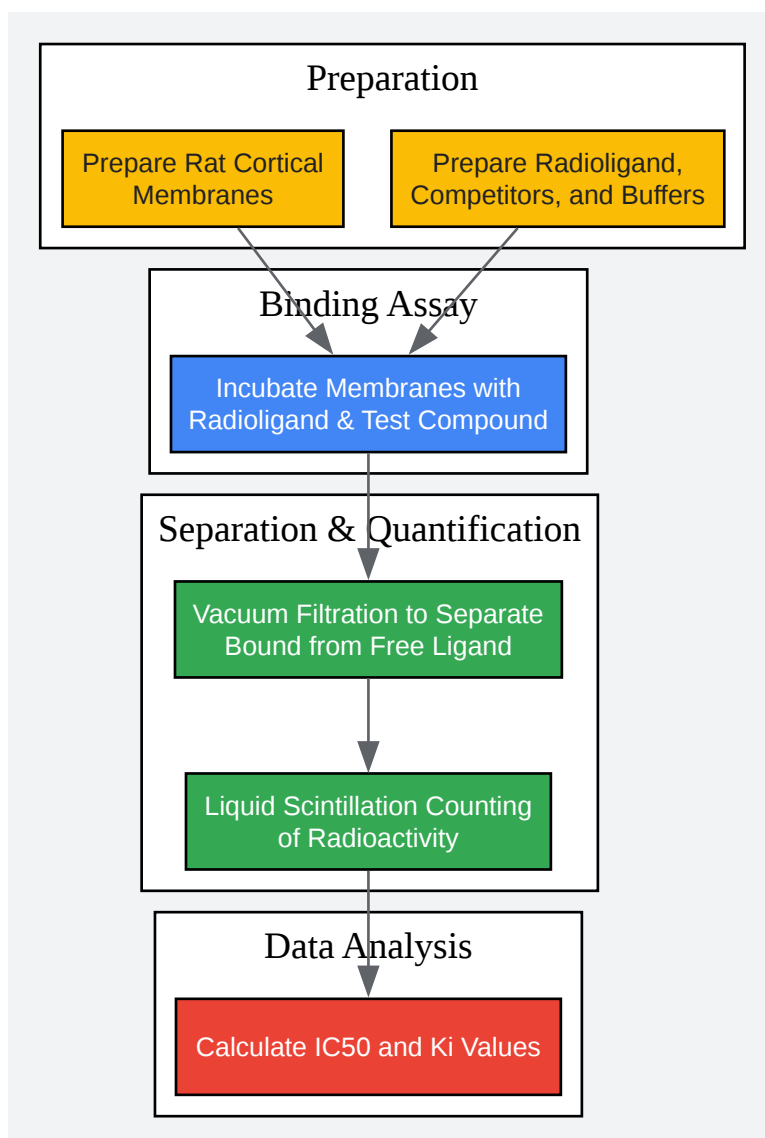 Preparation
Prepare Rat Cortical
Membranes
Prepare Radioligand,
Competitors, and Buffers
Binding Assay
Incubate Membranes with
Radioligand & Test Compound
Separation & Quantification
Vacuum Filtration to Separate
Bound from Free Ligand
Liquid Scintillation Counting
of Radioactivity
Data Analysis
Calculate IC50 and Ki Values